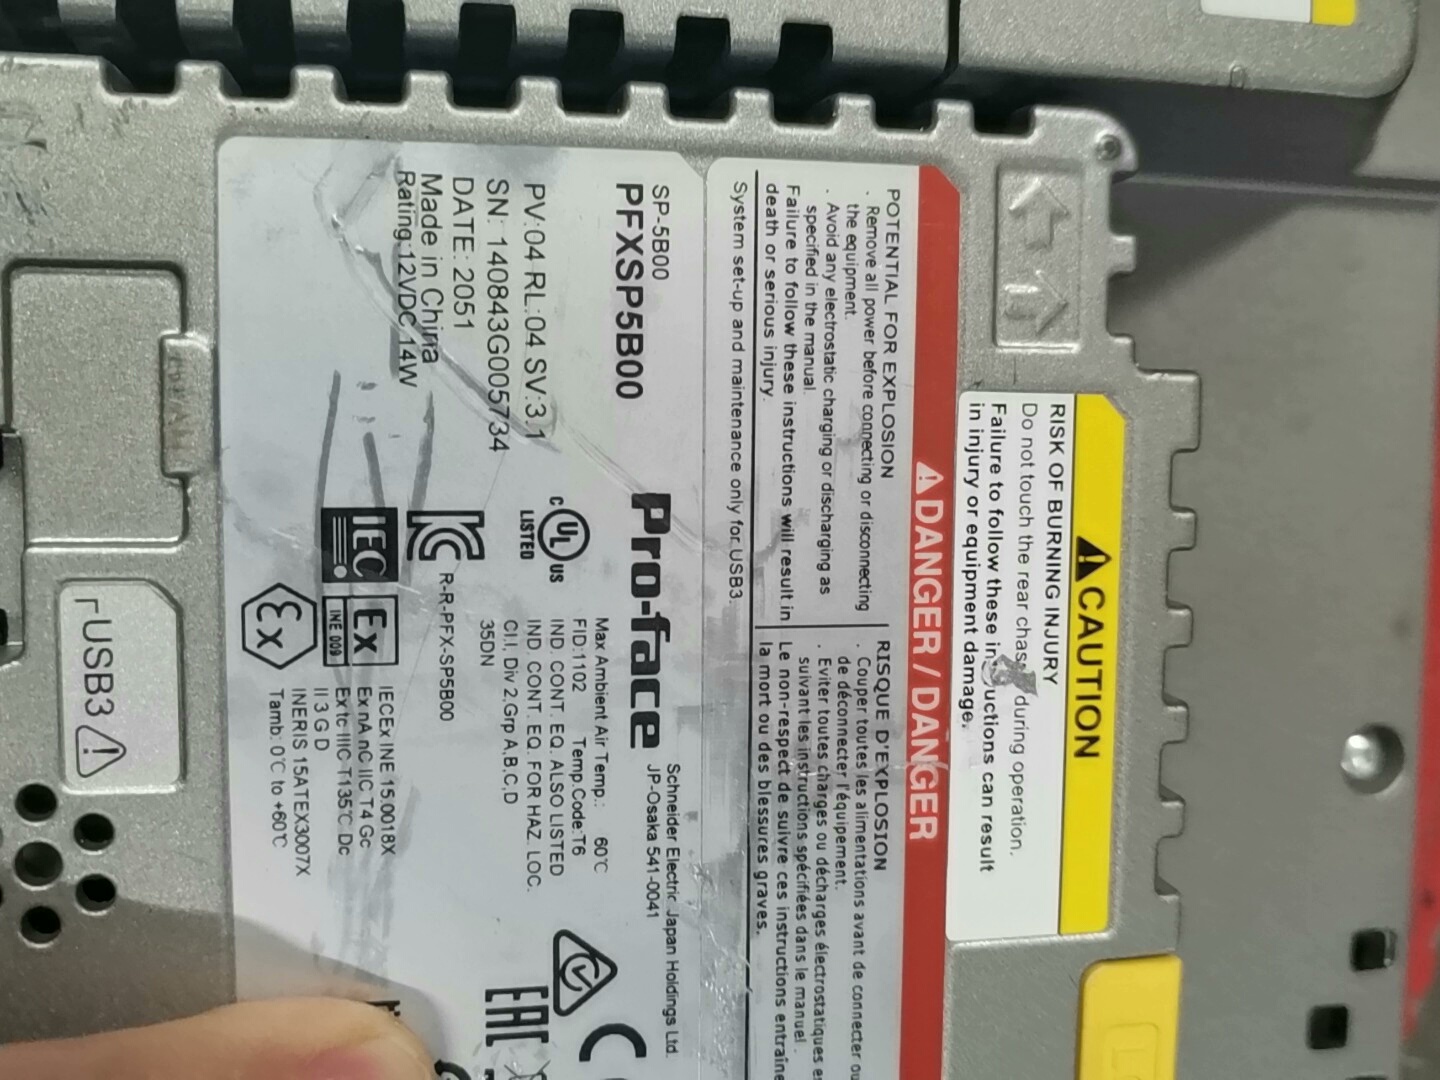 ⚠CAUTION
RISK OF BURNING INJURY
Do not touch the rear during operation.
Failure to follow these can result
in injury or equipment damage.
⚠DANGER / DANGER
POTENTIAL FOR EXPLOSION
. Remove all power before connecting or disconnecting
the equipment.
. Avoid any electrostatic charging or discharging as
specified in the manual.
Failure to follow these instructions will result in
death or serious injury.
RISQUE D'EXPLOSION
. Couper toutes les alimentations avant de connecter ou
de déconnecter l'équipement.
. Eviter toutes charges ou décharges électrostatiques
suivant les instructions spécifiées dans le manuel.
Le non-respect de suivre ces instructions entraîne
la mort ou des blessures graves.
System set-up and maintenance only for USB3.
SP-5B00
PFXSP5B00
PV:04 RL:04 SV:3.1
SN: 140843G005734
DATE: 2051
Made in China
Rating:12VDC,14W
Pro-face
Schneider Electric Japan Holdings Ltd.
JP-Osaka 541-0041
C UL US
LISTED
Max Ambient Air Temp.: 60℃
FID:1102 Temp.Code:T6
IND. CONT. EQ. ALSO LISTED
IND. CONT. EQ. FOR HAZ. LOC.
CI.I, Div 2,Grp A,B,C,D
35DN
R-R-PFX-SP5B00
IEC
Ex
INE 009
IECEx INE 15.0018X
Ex nA nC IIC T4 Gc
Ex tc IIIC T135℃ Dc
II 3 G D
INERIS 15ATEX3007X
Tamb: 0℃ to +60℃
εx
EAC
USB3⚠